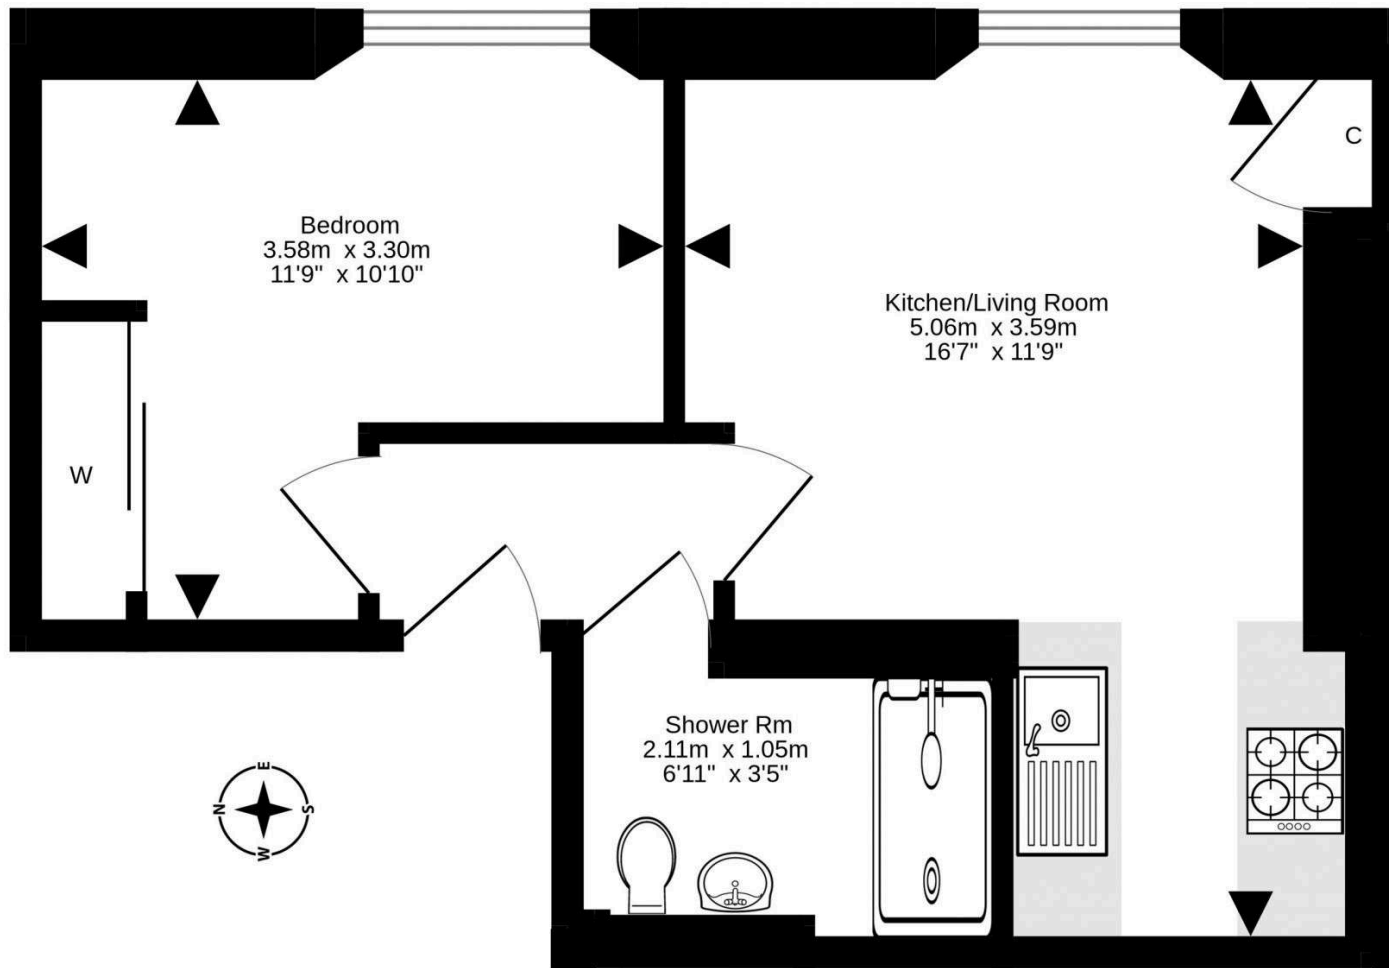 C
Bedroom
3.58m x 3.30m
11'9" x 10'10"
Kitchen/Living Room
5.06m x 3.59m
16'7" x 11'9"
W
Shower Rm
2.11m x 1.05m
6'11" x 3'5"
E
N
S
W